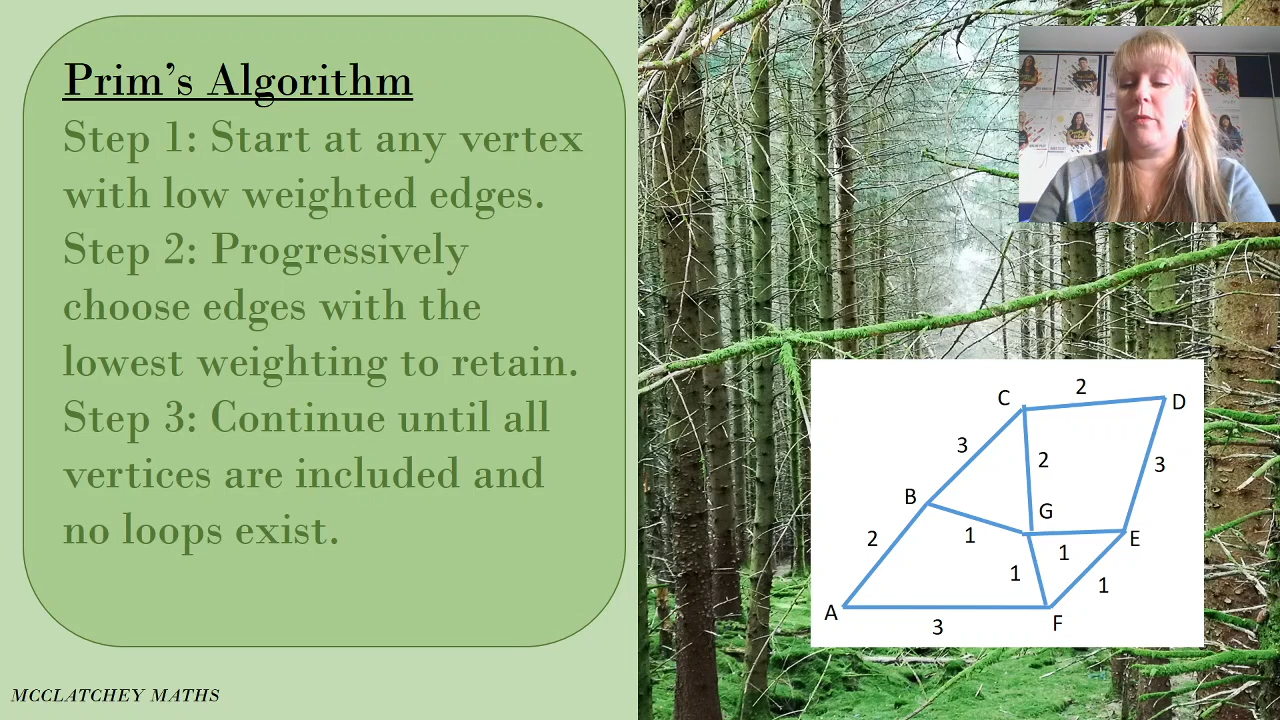 Prim's Algorithm
Step 1: Start at any vertex
with low weighted edges.
Step 2: Progressively
choose edges with the
lowest weighting to retain.
Step 3: Continue until all
vertices are included and
no loops exist.
MCCLATCHEY MATHS
C
2
D
3
2
3
B
G
2
1
1
E
1
1
A
3
F